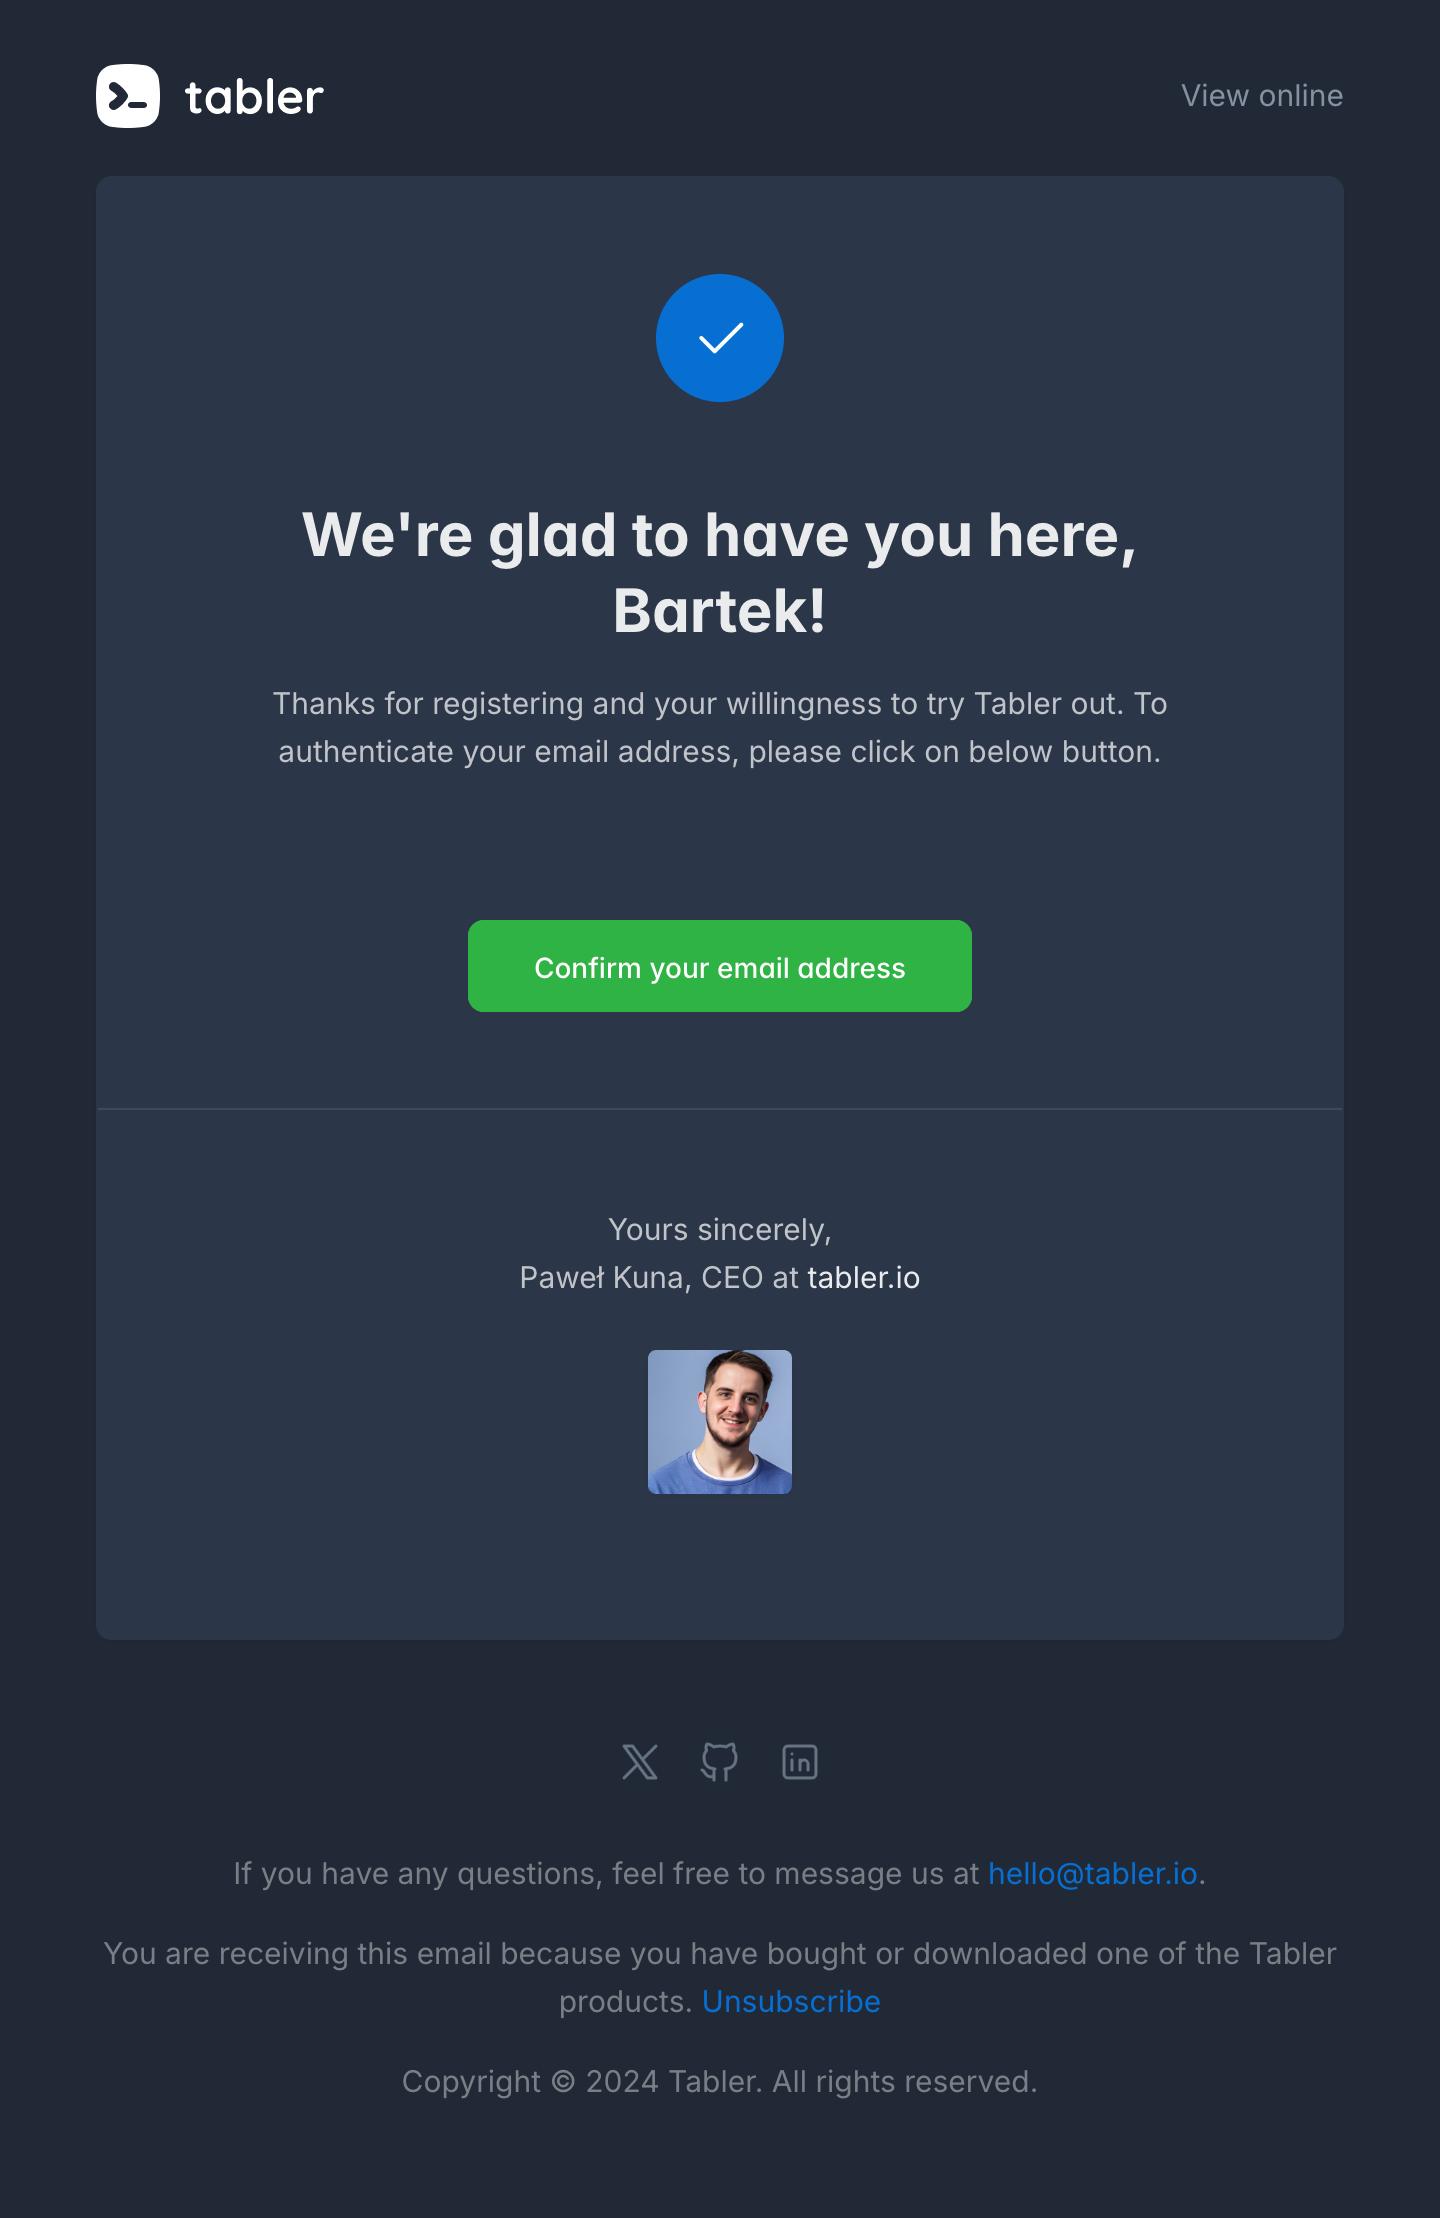 tabler
View online
We're glad to have you here,
Bartek!
Thanks for registering and your willingness to try Tabler out. To
authenticate your email address, please click on below button.
Confirm your email address
Yours sincerely,
Paweł Kuna, CEO at tabler.io
If you have any questions, feel free to message us at hello@tabler.io.
You are receiving this email because you have bought or downloaded one of the Tabler
products. Unsubscribe
Copyright © 2024 Tabler. All rights reserved.